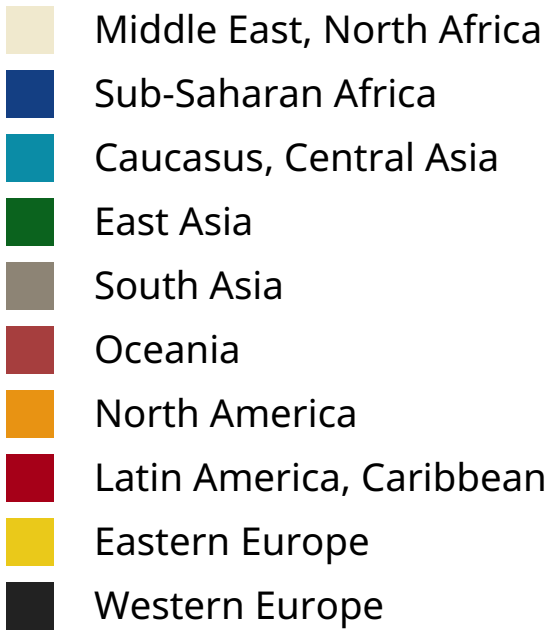 Middle East, North Africa
Sub-Saharan Africa
Caucasus, Central Asia
East Asia
South Asia
Oceania
North America
Latin America, Caribbean
Eastern Europe
Western Europe